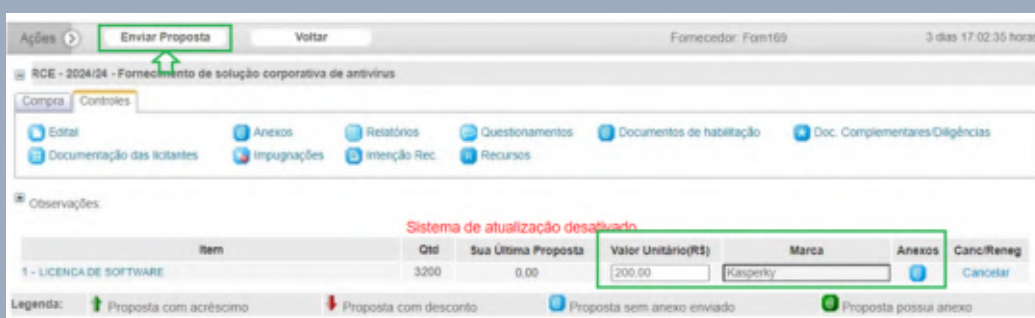 Ações Enviar Proposta Voltar Fornecedor: Forn169 3 dias 17:02:35 horas
RCE - 2024/24 - Fornecimento de solução corporativa de antivírus
Compra Controles
Edital Anexos Relatórios Questionamentos Documentos de habilitação Doc. Complementares/Diligências
Documentação das licitantes Impugnações Intenção Rec. Recursos
Observações:
Sistema de atualização desativado
Item Qtd Sua Última Proposta Valor Unitário(R$) Marca Anexos Canc/Reneg
1 - LICENCA DE SOFTWARE 3200 0,00 200,00 Kasperky Cancelar
Legenda: Proposta com acréscimo Proposta com desconto Proposta sem anexo enviado Proposta possui anexo